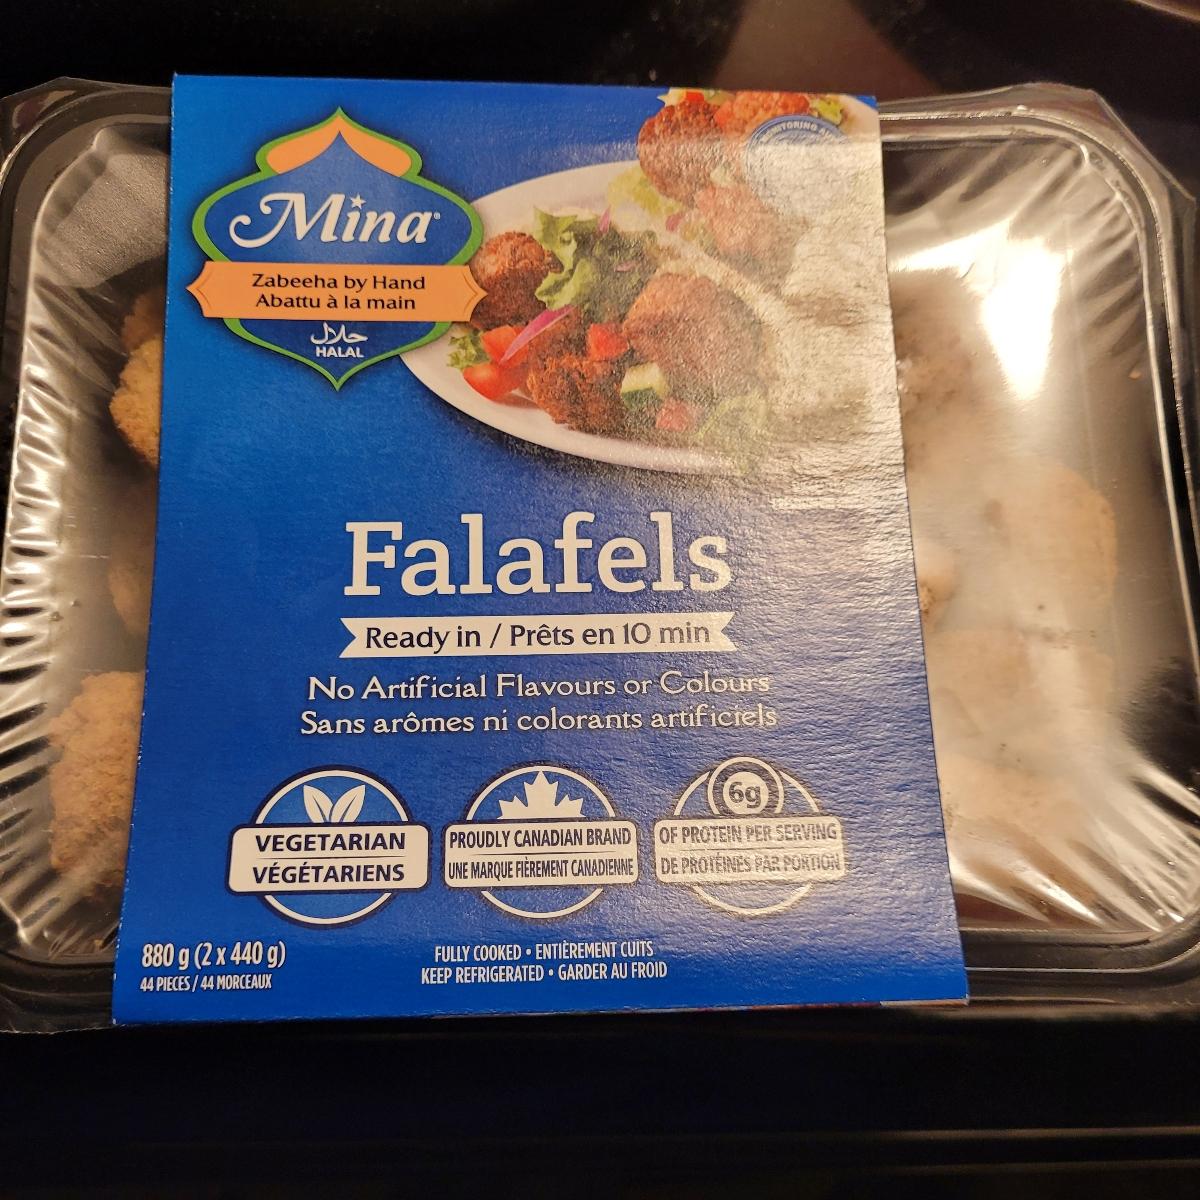 Mina®
Zabeeha by Hand
Abattu à la main
حلال
HALAL
Falafels
Ready in / Prêts en 10 min
No Artificial Flavours or Colours
Sans arômes ni colorants artificiels
VEGETARIAN
VÉGÉTARIENS
PROUDLY CANADIAN BRAND
UNE MARQUE FIÈREMENT CANADIENNE
6g
OF PROTEIN PER SERVING
DE PROTÉINES PAR PORTION
880 g (2 x 440 g)
44 PIECES / 44 MORCEAUX
FULLY COOKED • ENTIÈREMENT CUITS
KEEP REFRIGERATED • GARDER AU FROID